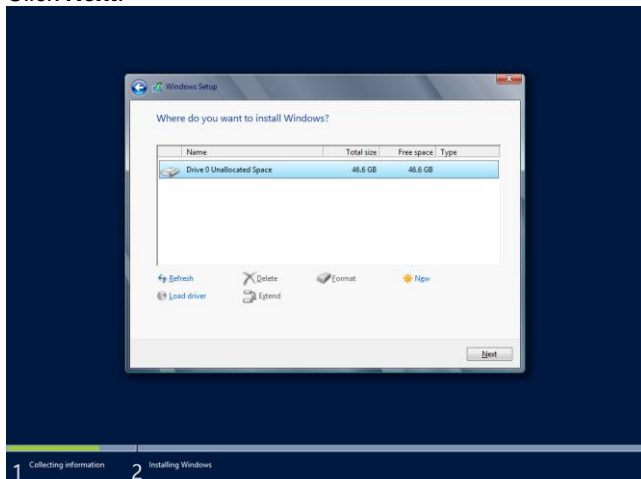 Click Next.
Windows Setup
Where do you want to install Windows?
Name Total size Free space Type
Drive 0 Unallocated Space 46.6 GB 46.6 GB
Refresh Delete Format New
Load driver Extend
Next
1 Collecting information 2 Installing Windows